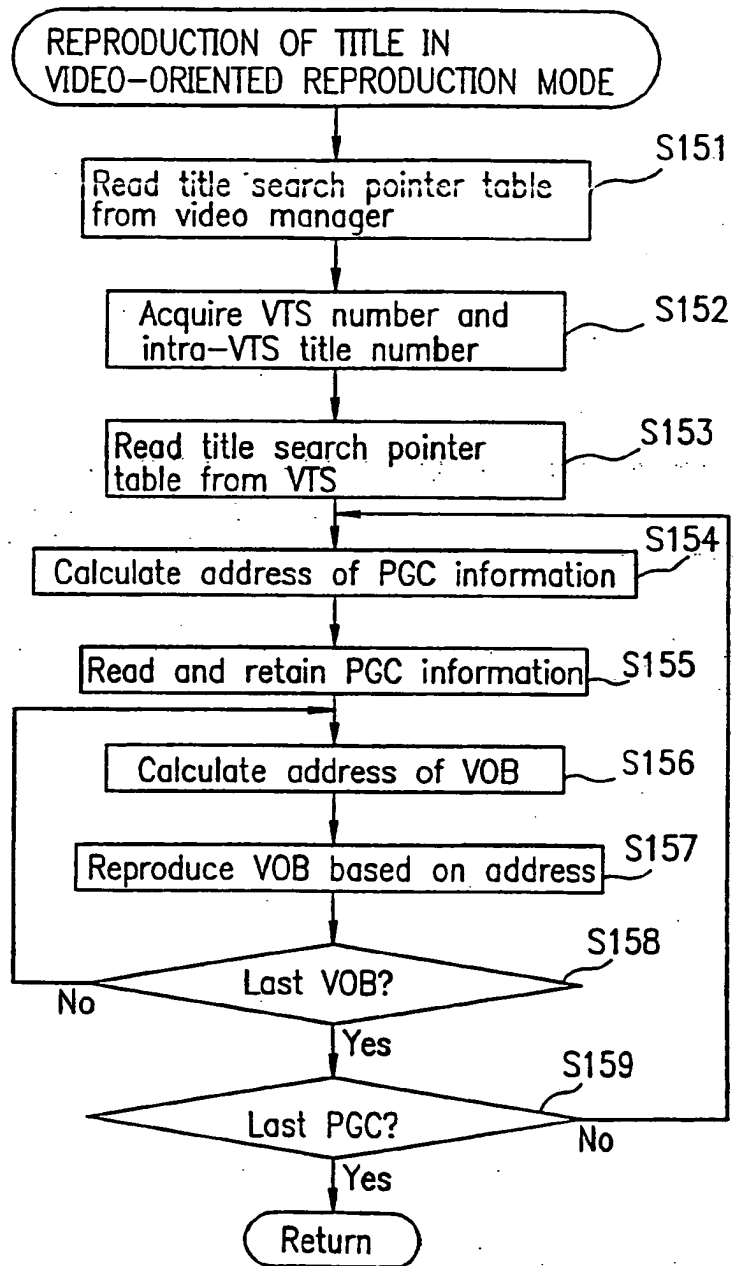 REPRODUCTION OF TITLE IN
VIDEO-ORIENTED REPRODUCTION MODE
S151
Read title search pointer table
from video manager
S152
Acquire VTS number and
intra-VTS title number
S153
Read title search pointer
table from VTS
S154
Calculate address of PGC information
Read and retain PGC information
S155
Calculate address of VOB
S156
S157
Reproduce VOB based on address
S158
Last VOB?
No
Yes
S159
Last PGC?
No
Yes
Return